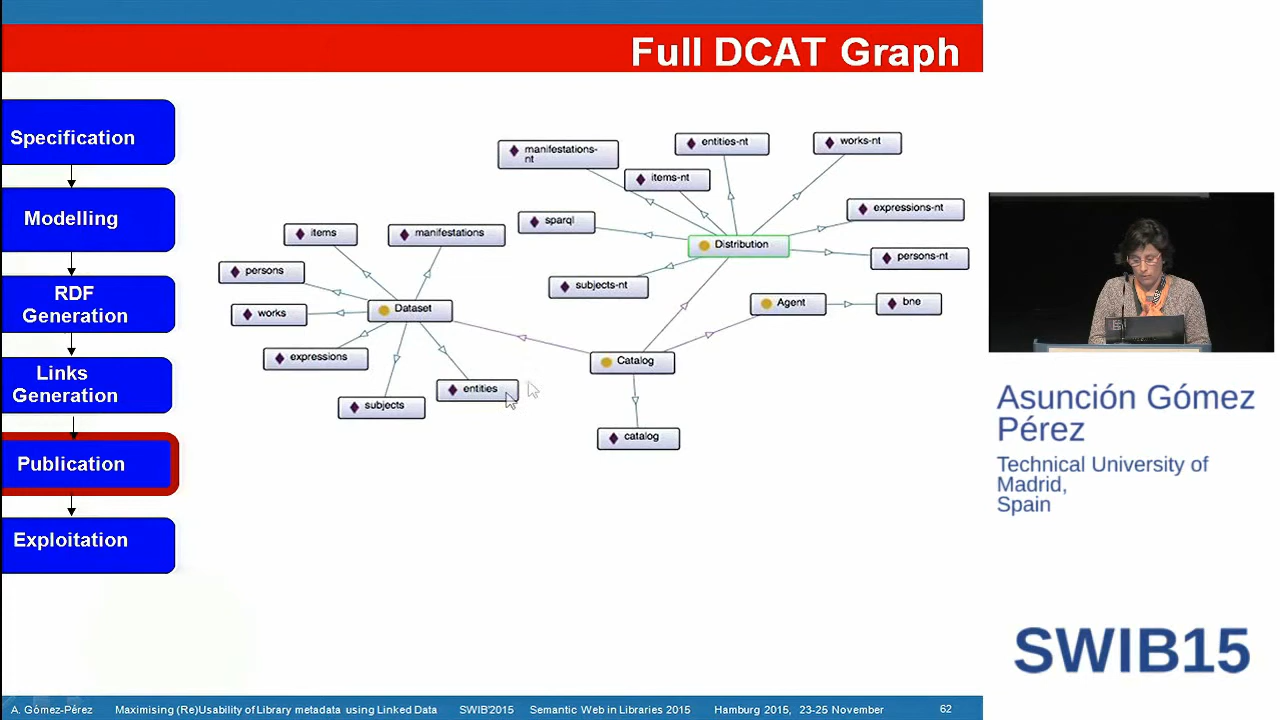 Full DCAT Graph
Specification
Modelling
RDF
Generation
Links
Generation
Publication
Exploitation
manifestations-
nt
entities-nt
works-nt
items-nt
sparql
expressions-nt
Distribution
persons-nt
subjects-nt
items
manifestations
persons
Dataset
works
expressions
subjects
entities
Agent
bne
Catalog
catalog
Asunción Gómez
Pérez
Technical University of
Madrid,
Spain
SWIB15
A. Gómez-Pérez Maximising (Re)Usability of Library metadata using Linked Data SWIB'2015 Semantic Web in Libraries 2015 Hamburg 2015, 23-25 November 62